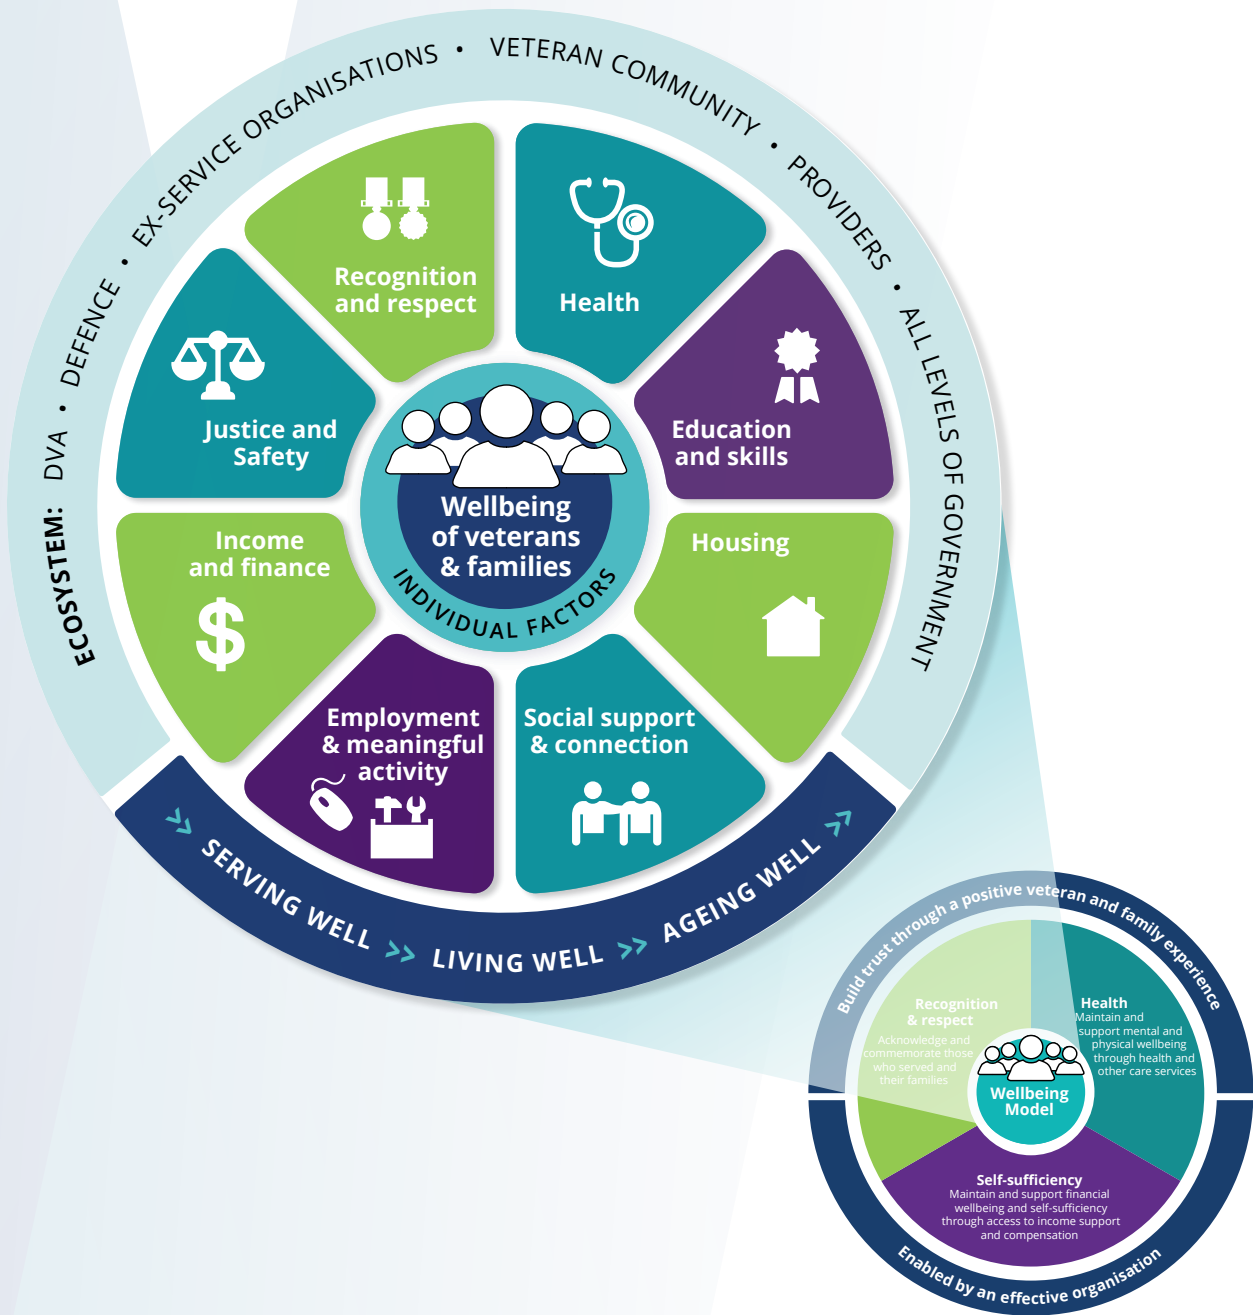 ECOSYSTEM: DVA • DEFENCE • EX-SERVICE ORGANISATIONS • VETERAN COMMUNITY • PROVIDERS • ALL LEVELS OF GOVERNMENT
Recognition
and respect
Health
Justice and
Safety
Education
and skills
Wellbeing
of veterans
& families
INDIVIDUAL FACTORS
Income
and finance
$
Housing
Employment
& meaningful
activity
Social support
& connection
>> SERVING WELL >> LIVING WELL >> AGEING WELL >>
Build trust through a positive veteran and family experience
Recognition
& respect
Acknowledge and
commemorate those
who served and
their families
Health
Maintain and
support mental and
physical wellbeing
through health and
other care services
Wellbeing
Model
Self-sufficiency
Maintain and support financial
wellbeing and self-sufficiency
through access to income support
and compensation
Enabled by an effective organisation